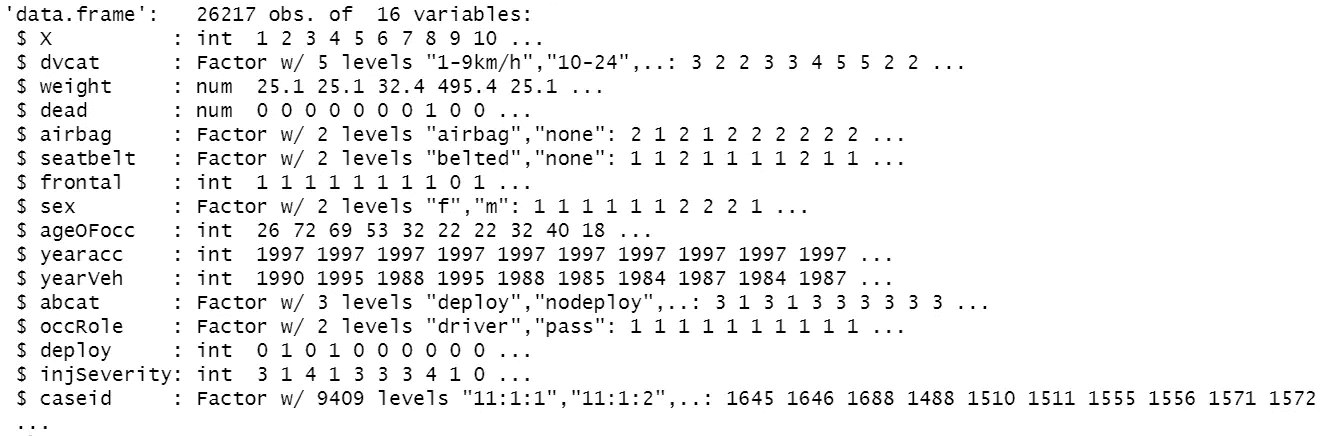 'data.frame':   26217 obs. of  16 variables:
 $ X          : int  1 2 3 4 5 6 7 8 9 10 ...
 $ dvcat      : Factor w/ 5 levels "1-9km/h","10-24",..: 3 2 2 3 3 4 5 5 2 2 ...
 $ weight     : num  25.1 25.1 32.4 495.4 25.1 ...
 $ dead       : num  0 0 0 0 0 0 0 1 0 0 ...
 $ airbag     : Factor w/ 2 levels "airbag","none": 2 1 2 1 2 2 2 2 2 2 ...
 $ seatbelt   : Factor w/ 2 levels "belted","none": 1 1 2 1 1 1 1 2 1 1 ...
 $ frontal    : int  1 1 1 1 1 1 1 1 0 1 ...
 $ sex        : Factor w/ 2 levels "f","m": 1 1 1 1 1 1 2 2 2 1 ...
 $ ageOFocc   : int  26 72 69 53 32 22 22 32 40 18 ...
 $ yearacc    : int  1997 1997 1997 1997 1997 1997 1997 1997 1997 1997 ...
 $ yearVeh    : int  1990 1995 1988 1995 1988 1985 1984 1987 1984 1987 ...
 $ abcat      : Factor w/ 3 levels "deploy","nodeploy",..: 3 1 3 1 3 3 3 3 3 3 ...
 $ occRole    : Factor w/ 2 levels "driver","pass": 1 1 1 1 1 1 1 1 1 1 ...
 $ deploy     : int  0 1 0 1 0 0 0 0 0 0 ...
 $ injSeverity: int  3 1 4 1 3 3 3 4 1 0 ...
 $ caseid     : Factor w/ 9409 levels "11:1:1","11:1:2",..: 1645 1646 1688 1488 1510 1511 1555 1556 1571 1572
 ...